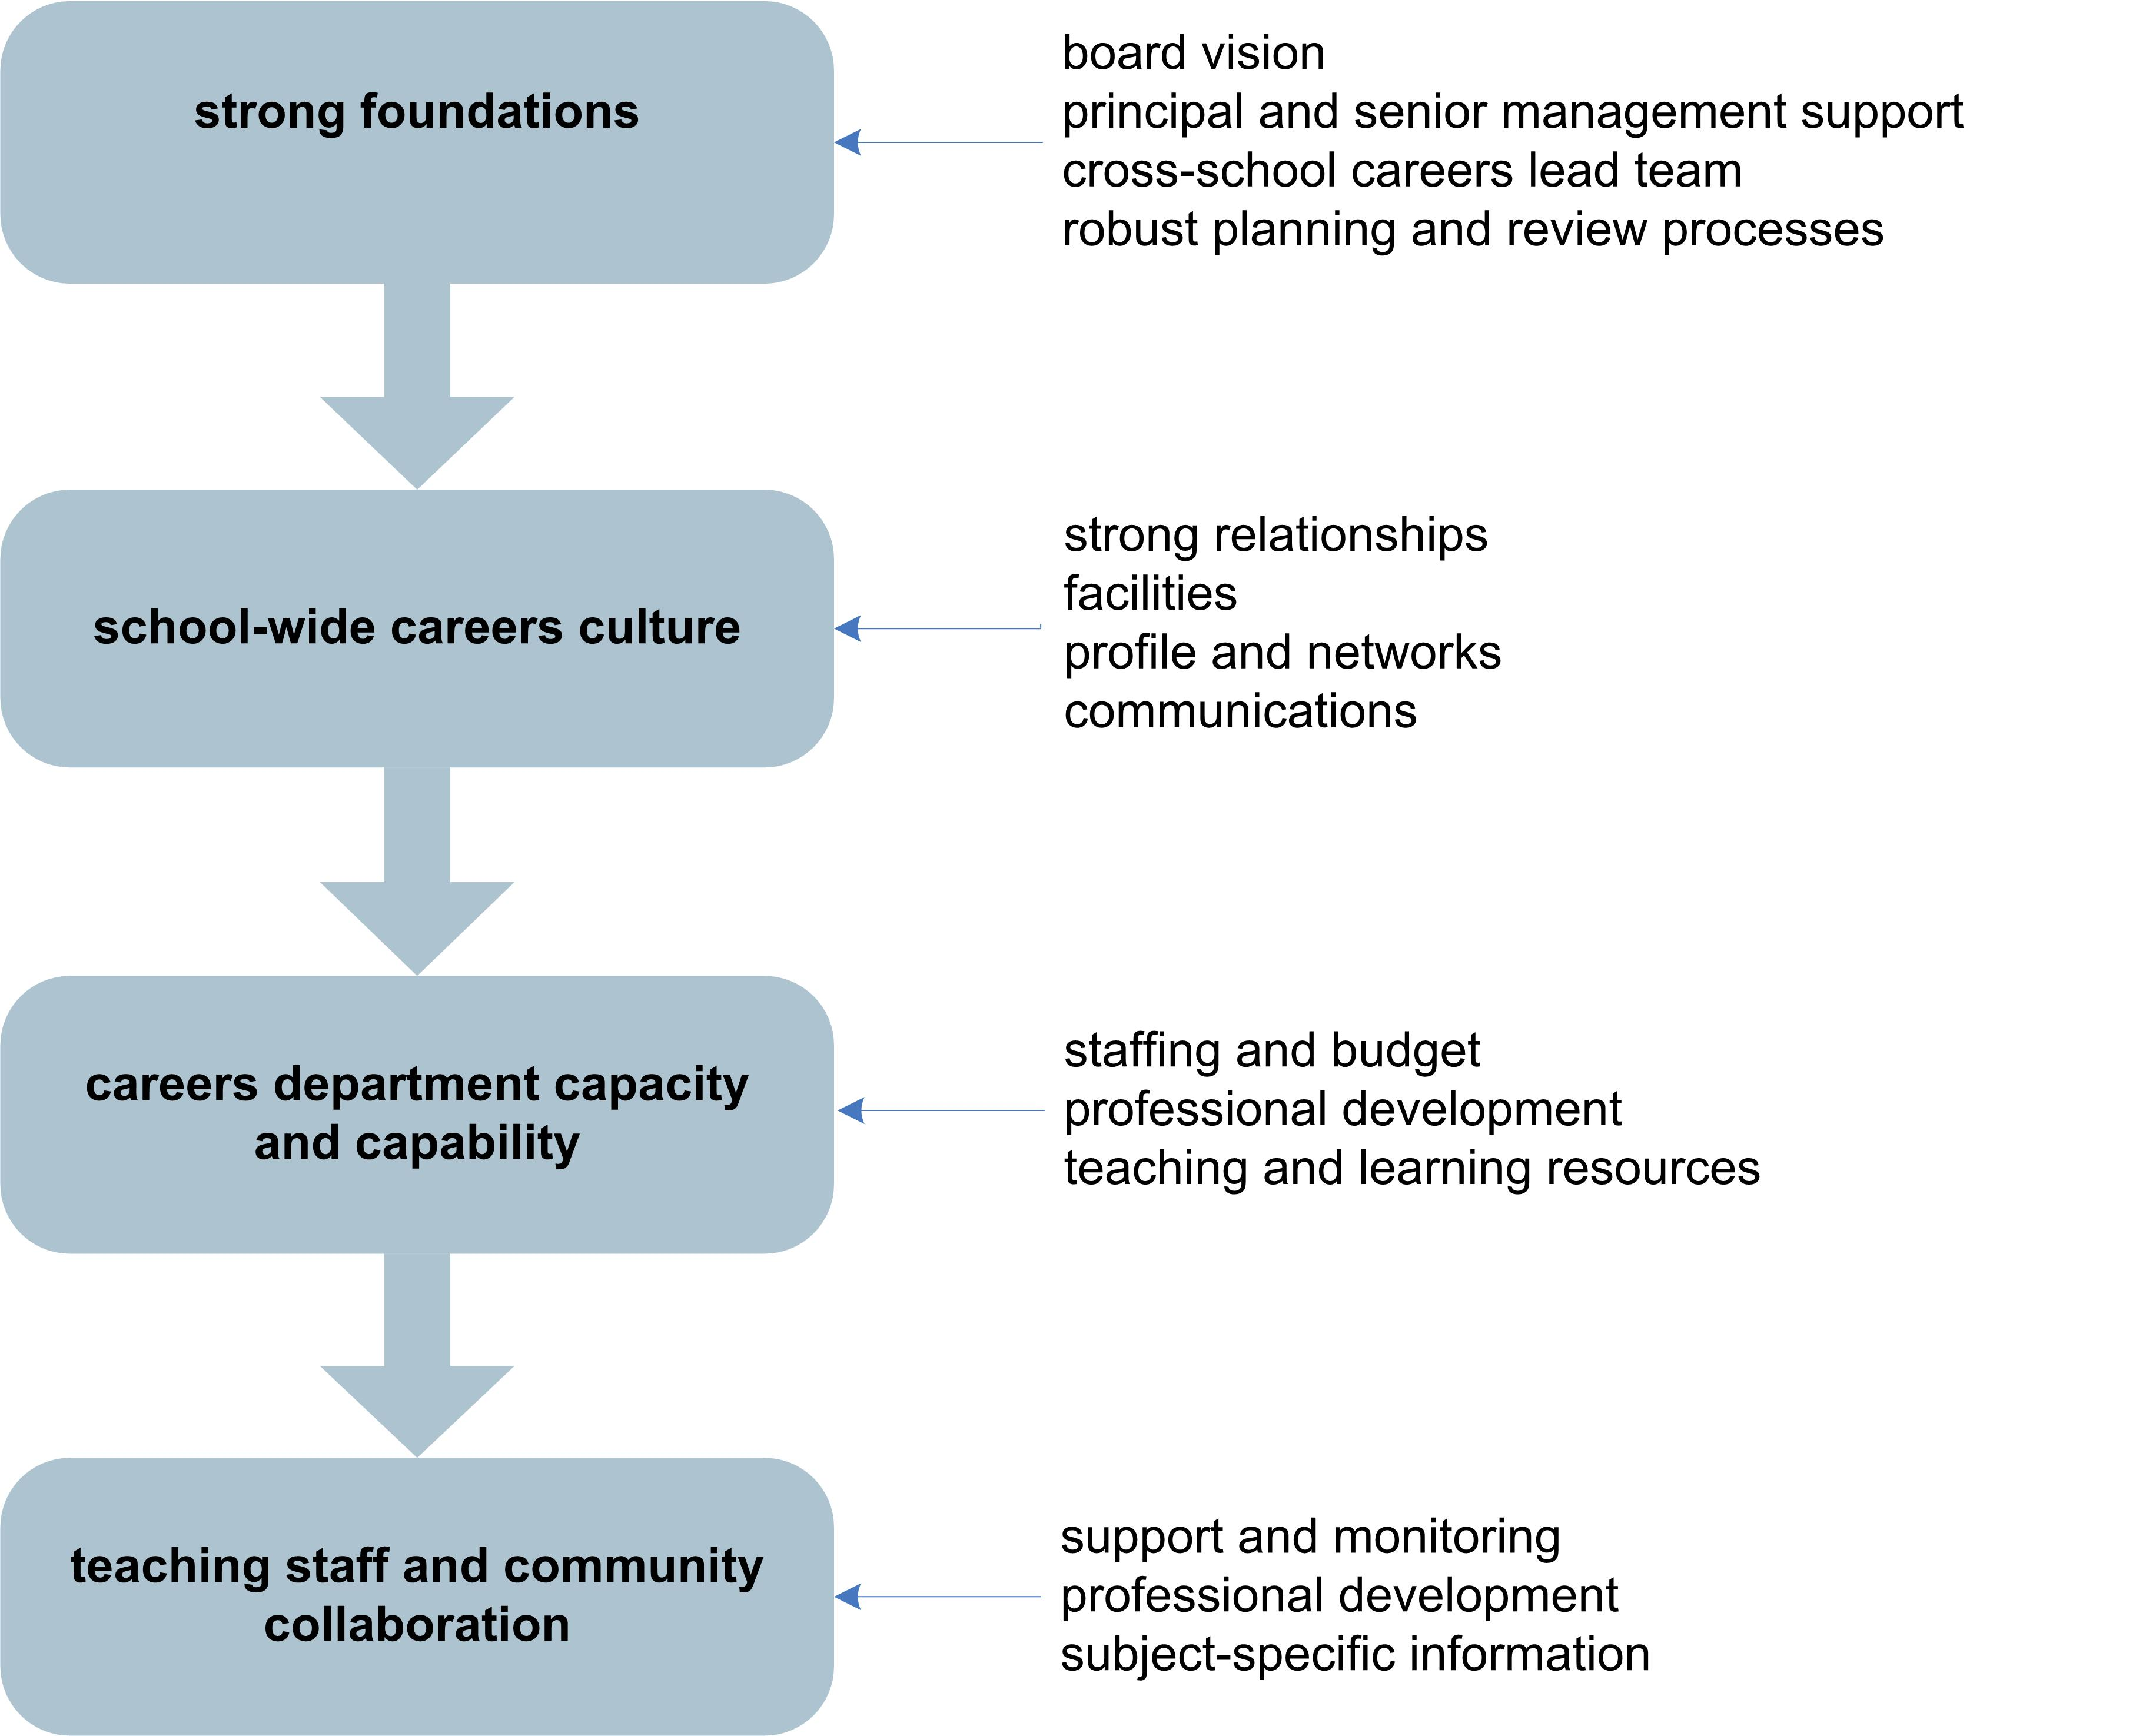 strong foundations
board vision
principal and senior management support
cross-school careers lead team
robust planning and review processes
school-wide careers culture
strong relationships
facilities
profile and networks
communications
careers department capacity
and capability
staffing and budget
professional development
teaching and learning resources
teaching staff and community
collaboration
support and monitoring
professional development
subject-specific information